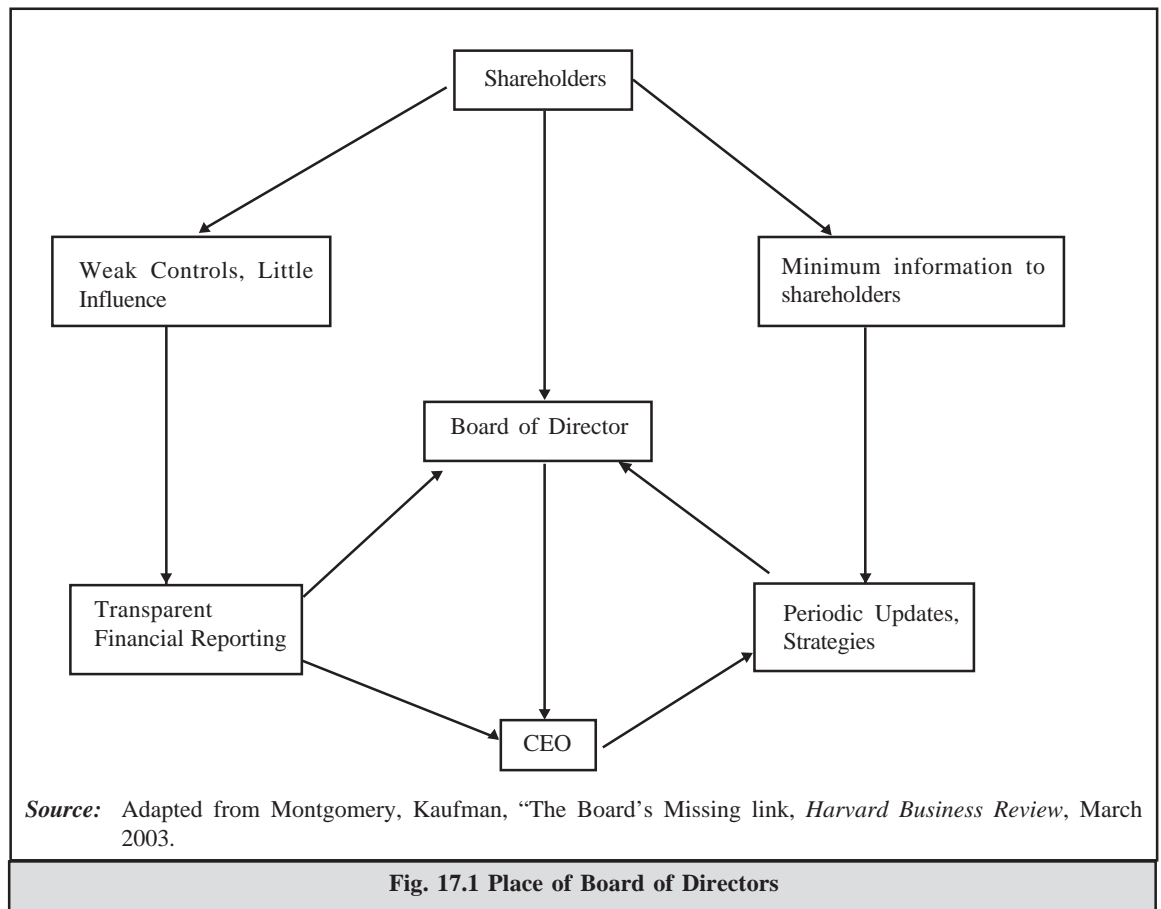 Shareholders
Weak Controls, Little
Influence
Minimum information to
shareholders
Board of Director
Transparent
Financial Reporting
Periodic Updates,
Strategies
CEO
Source: Adapted from Montgomery, Kaufman, “The Board’s Missing link, Harvard Business Review, March
2003.
Fig. 17.1 Place of Board of Directors